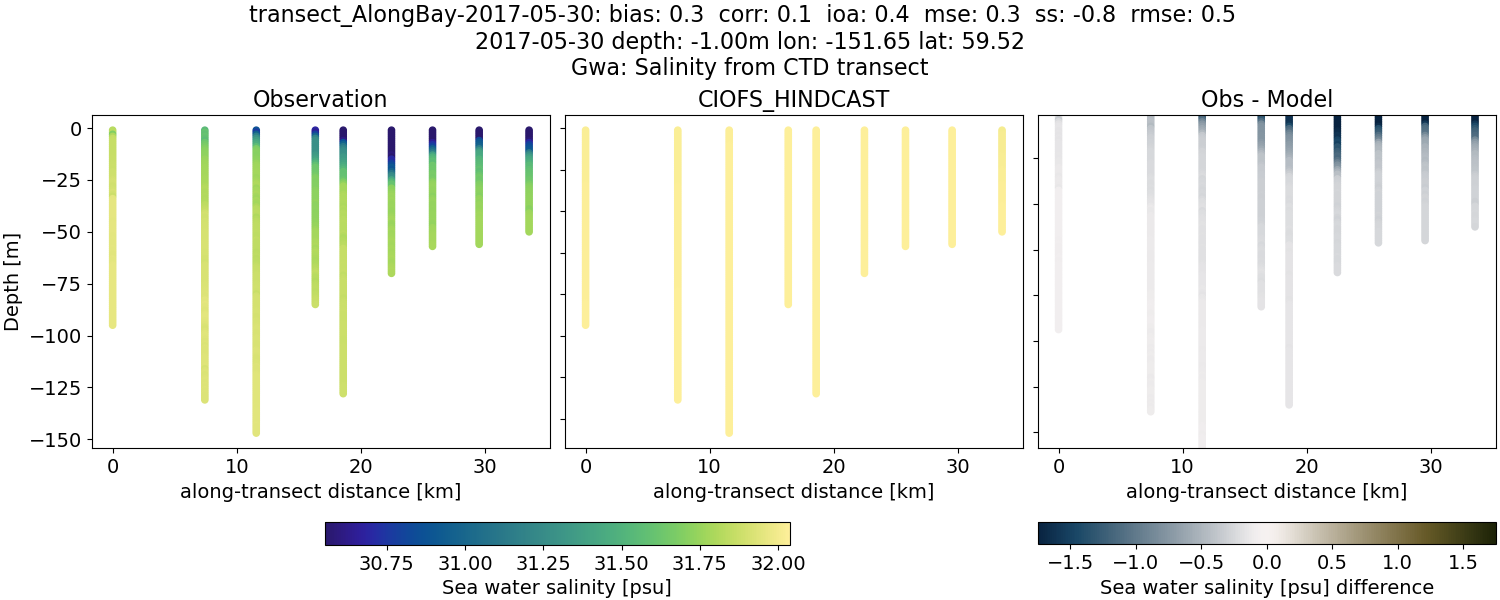 transect_AlongBay-2017-05-30: bias: 0.3  corr: 0.1  ioa: 0.4  mse: 0.3  ss: -0.8  rmse: 0.5
2017-05-30 depth: -1.00m lon: -151.65 lat: 59.52
Gwa: Salinity from CTD transect
Observation
CIOFS_HINDCAST
Obs - Model
Depth [m]
0
−25
−50
−75
−100
−125
−150
0 10 20 30
0 10 20 30
0 10 20 30
along-transect distance [km]
along-transect distance [km]
along-transect distance [km]
30.75 31.00 31.25 31.50 31.75 32.00
Sea water salinity [psu]
−1.5 −1.0 −0.5 0.0 0.5 1.0 1.5
Sea water salinity [psu] difference